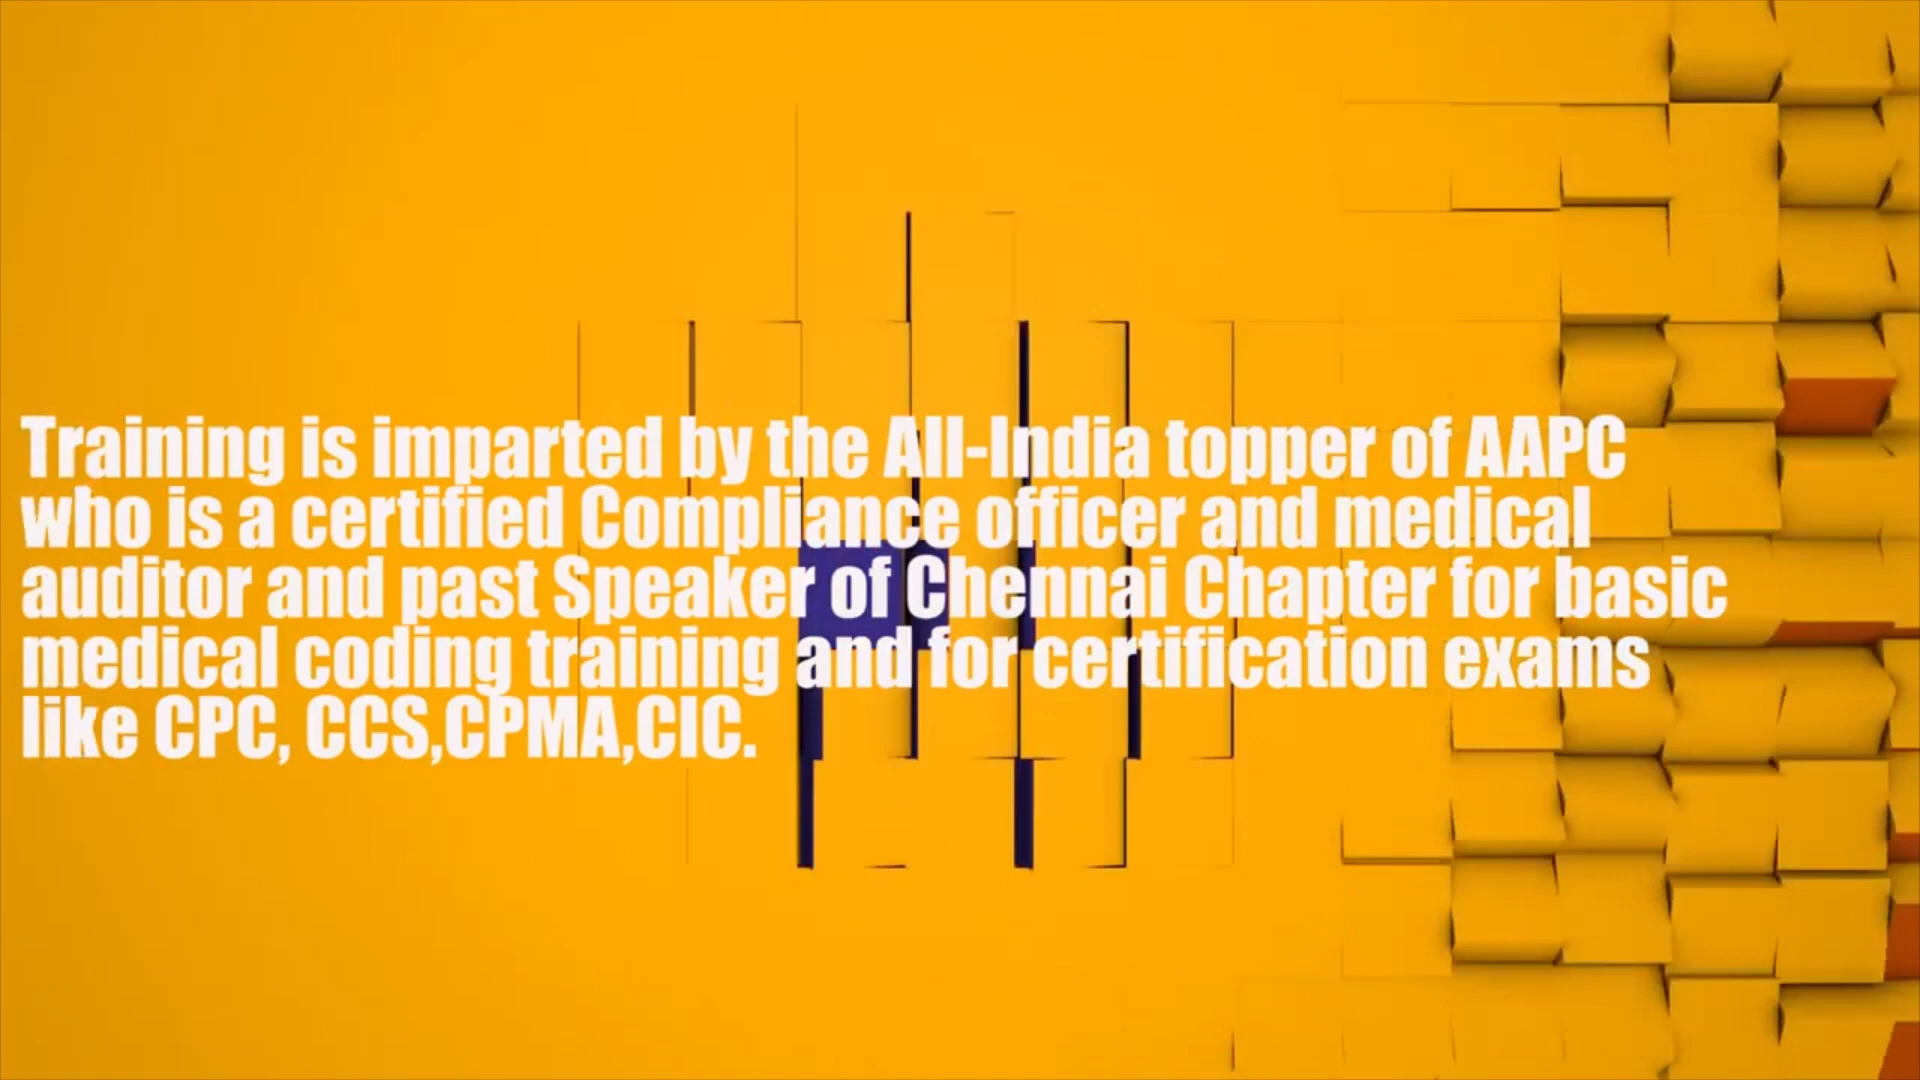 Training is imparted by the All-India topper of AAPC
who is a certified Compliance officer and medical
auditor and past Speaker of Chennai Chapter for basic
medical coding training and for certification exams
like CPC, CCS,CPMA,CIC.